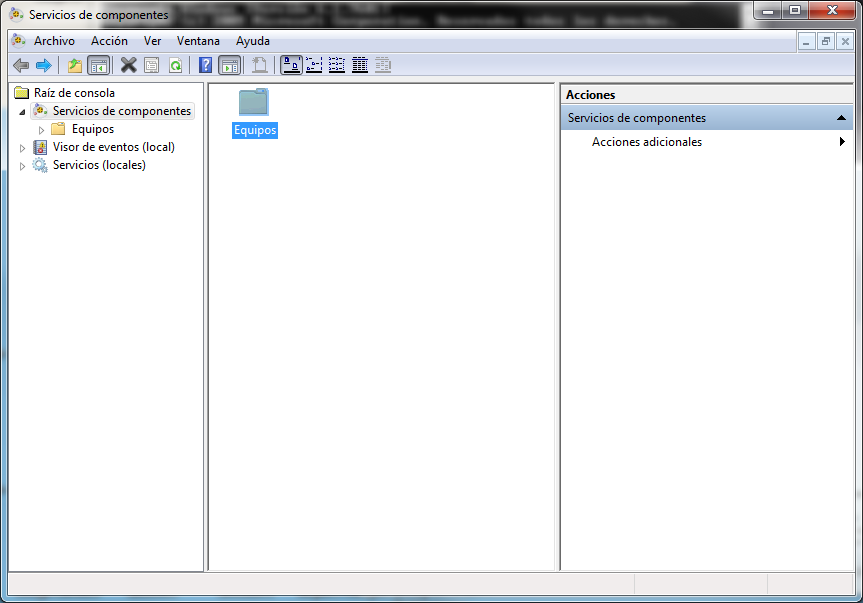 Servicios de componentes
Archivo Acción Ver Ventana Ayuda
Raíz de consola
Servicios de componentes
Equipos
Visor de eventos (local)
Servicios (locales)
Equipos
Acciones
Servicios de componentes
Acciones adicionales